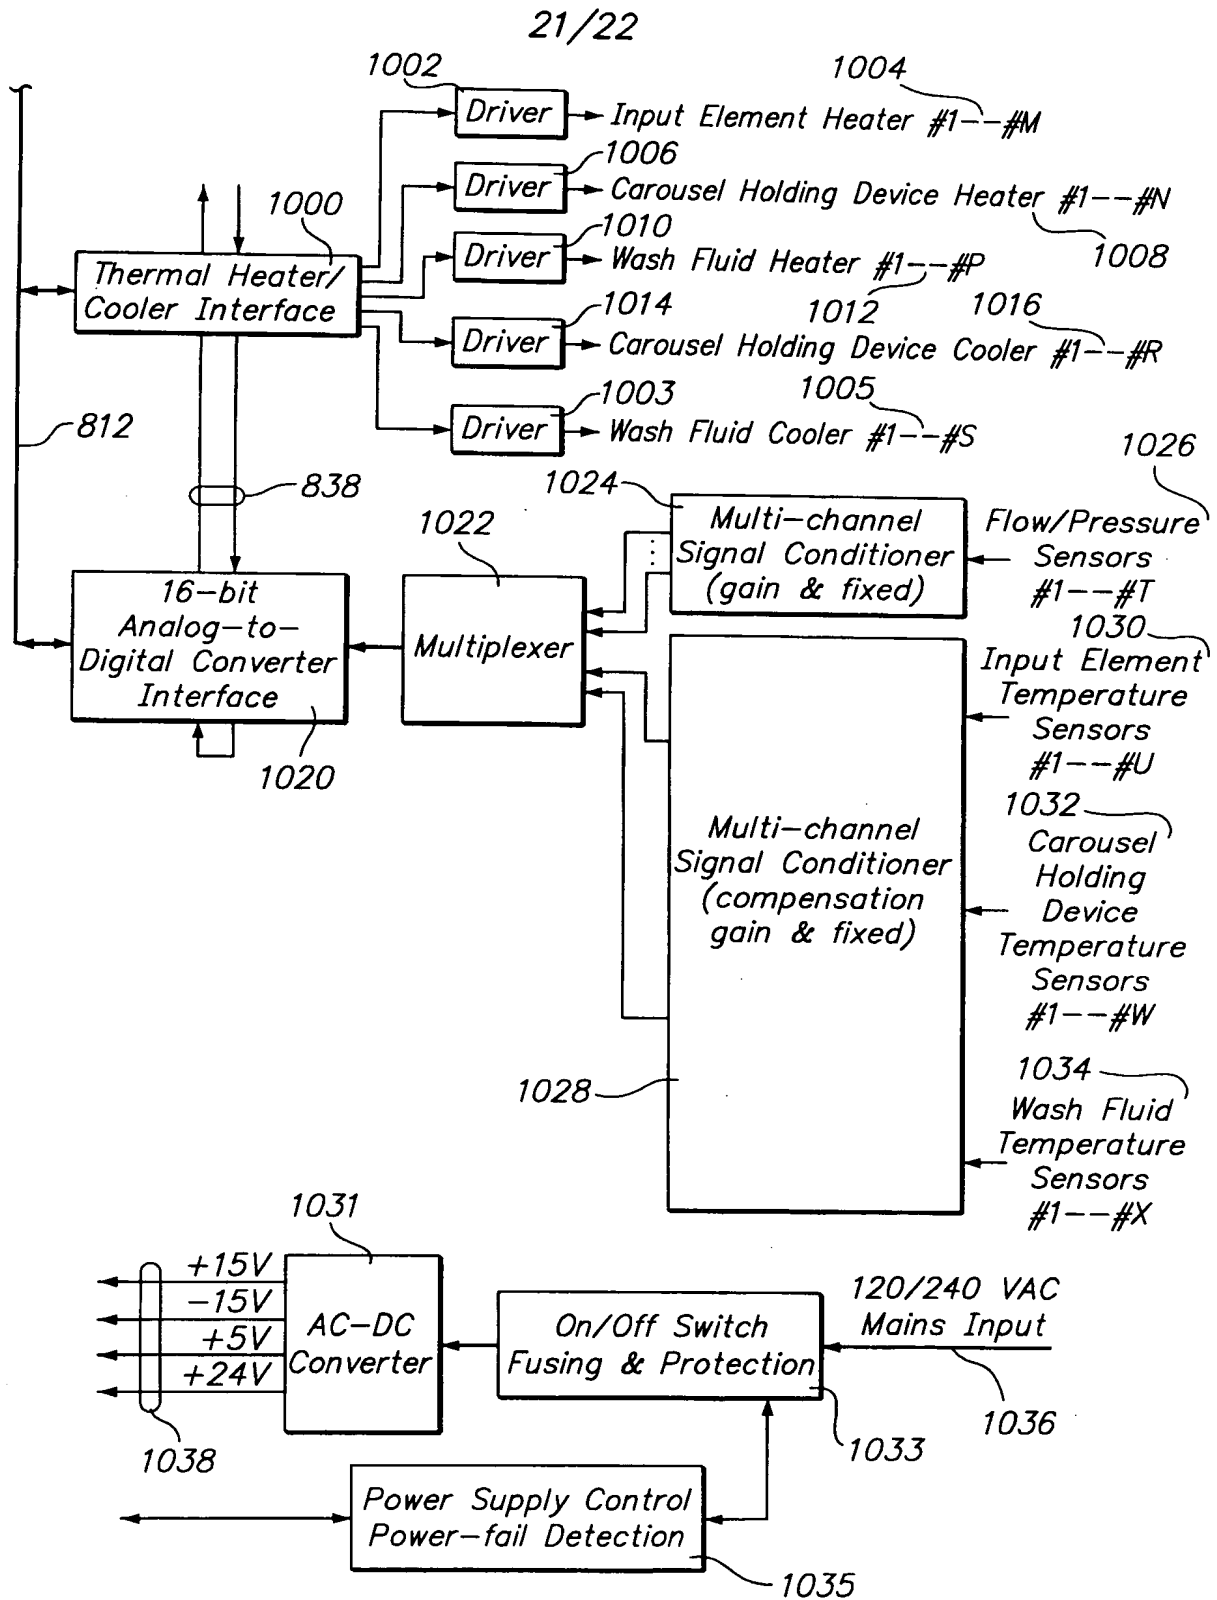 21/22
1002
Driver
Input Element Heater #1--#M
1004
1006
Driver
Carousel Holding Device Heater #1--#N
1008
1000
Thermal Heater/
Cooler Interface
1010
Driver
Wash Fluid Heater #1--#P
1012
1014
Driver
Carousel Holding Device Cooler #1--#R
1016
1003
Driver
Wash Fluid Cooler #1--#S
1005
812
838
1024
Multi-channel
Signal Conditioner
(gain & fixed)
1026
Flow/Pressure
Sensors
#1--#T
1022
Multiplexer
16-bit
Analog-to-
Digital Converter
Interface
1020
1030
Input Element
Temperature
Sensors
#1--#U
Multi-channel
Signal Conditioner
(compensation
gain & fixed)
1028
1032
Carousel
Holding
Device
Temperature
Sensors
#1--#W
1034
Wash Fluid
Temperature
Sensors
#1--#X
1031
+15V
-15V
+5V
+24V
1038
AC-DC
Converter
On/Off Switch
Fusing & Protection
1033
120/240 VAC
Mains Input
1036
Power Supply Control
Power-fail Detection
1035